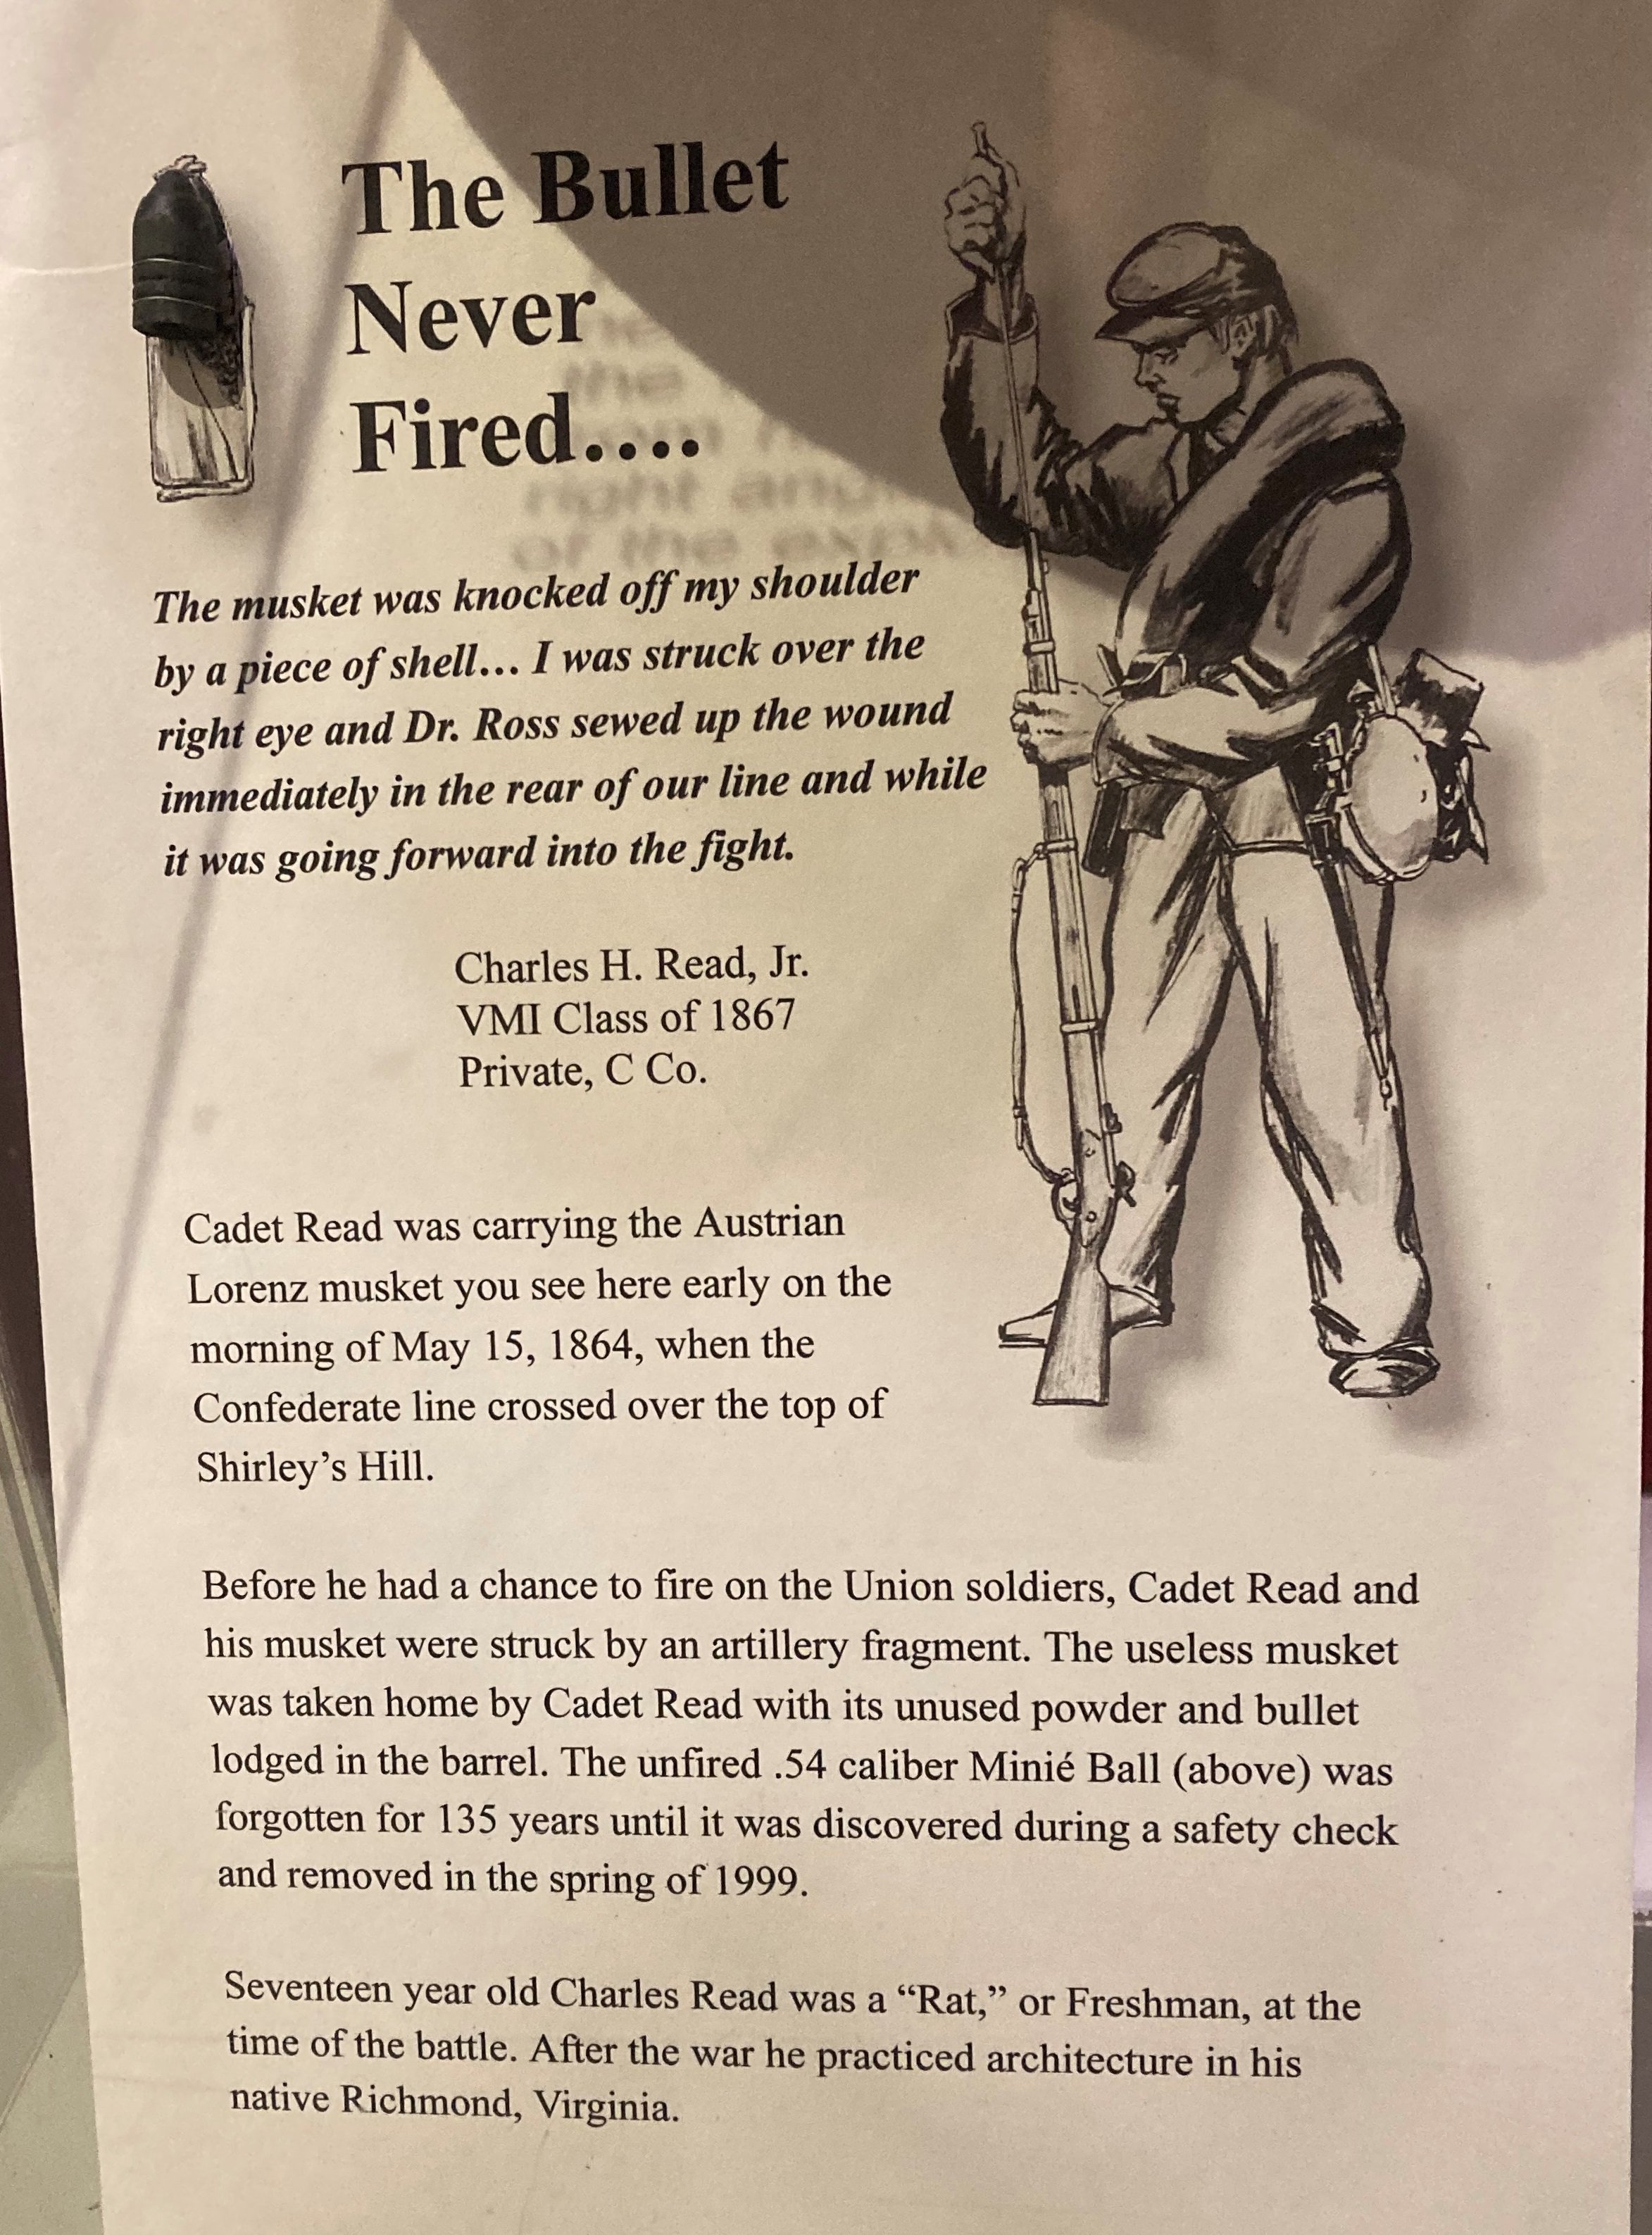 The Bullet
Never
Fired....
the
right and
of the expl
The musket was knocked off my shoulder
by a piece of shell... I was struck over the
right eye and Dr. Ross sewed up the wound
immediately in the rear of our line and while
it was going forward into the fight.
Charles H. Read, Jr.
VMI Class of 1867
Private, C Co.
Cadet Read was carrying the Austrian
Lorenz musket you see here early on the
morning of May 15, 1864, when the
Confederate line crossed over the top of
Shirley’s Hill.
Before he had a chance to fire on the Union soldiers, Cadet Read and
his musket were struck by an artillery fragment. The useless musket
was taken home by Cadet Read with its unused powder and bullet
lodged in the barrel. The unfired .54 caliber Minié Ball (above) was
forgotten for 135 years until it was discovered during a safety check
and removed in the spring of 1999.
Seventeen year old Charles Read was a “Rat,” or Freshman, at the
time of the battle. After the war he practiced architecture in his
native Richmond, Virginia.